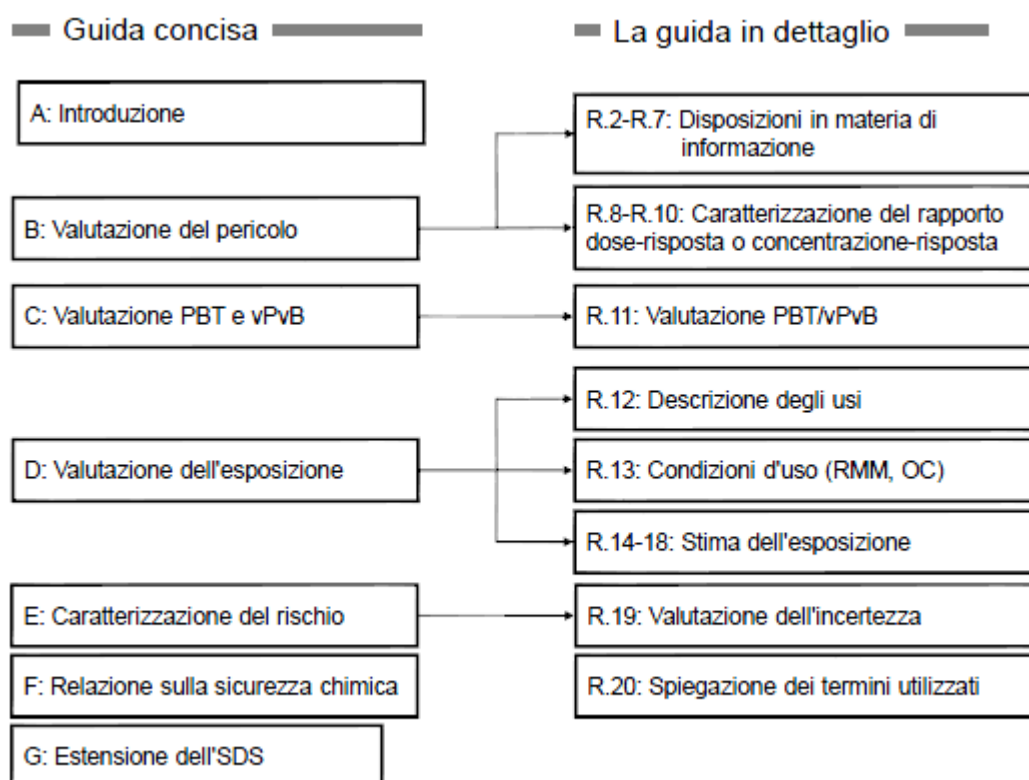 Guida concisa
La guida in dettaglio
A: Introduzione
R.2-R.7: Disposizioni in materia di
informazione
B: Valutazione del pericolo
R.8-R.10: Caratterizzazione del rapporto
dose-risposta o concentrazione-risposta
C: Valutazione PBT e vPvB
R.11: Valutazione PBT/vPvB
R.12: Descrizione degli usi
D: Valutazione dell'esposizione
R.13: Condizioni d'uso (RMM, OC)
R.14-18: Stima dell'esposizione
E: Caratterizzazione del rischio
R.19: Valutazione dell'incertezza
F: Relazione sulla sicurezza chimica
R.20: Spiegazione dei termini utilizzati
G: Estensione dell'SDS